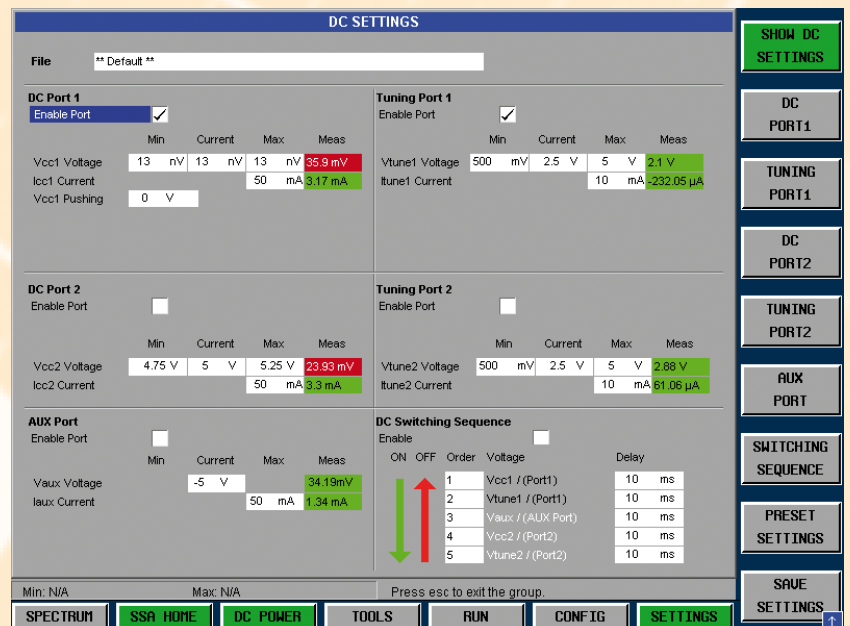 DC SETTINGS
File ** Default **
DC Port 1
Enable Port
Min Current Max Meas
Vcc1 Voltage 13 nV 13 nV 13 nV 35.9 mV
Icc1 Current 50 mA 3.17 mA
Vcc1 Pushing 0 V
Tuning Port 1
Enable Port
Min Current Max Meas
Vtune1 Voltage 500 mV 2.5 V 5 V 2.1 V
Itune1 Current 10 mA -232.05 µA
DC Port 2
Enable Port
Min Current Max Meas
Vcc2 Voltage 4.75 V 5 V 5.25 V 23.93 mV
Icc2 Current 50 mA 3.3 mA
Tuning Port 2
Enable Port
Min Current Max Meas
Vtune2 Voltage 500 mV 2.5 V 5 V 2.88 V
Itune2 Current 10 mA 61.06 µA
AUX Port
Enable Port
Min Current Max Meas
Vaux Voltage -5 V 34.19mV
Iaux Current 50 mA 1.34 mA
DC Switching Sequence
Enable
ON OFF Order Voltage Delay
1 Vcc1 / (Port1) 10 ms
2 Vtune1 / (Port1) 10 ms
3 Vaux / (AUX Port) 10 ms
4 Vcc2 / (Port2) 10 ms
5 Vtune2 / (Port2) 10 ms
Min: N/A Max: N/A Press esc to exit the group.
SPECTRUM SSA HOME DC POWER TOOLS RUN CONFIG SETTINGS
SHOW DC
SETTINGS
DC
PORT1
TUNING
PORT1
DC
PORT2
TUNING
PORT2
AUX
PORT
SWITCHING
SEQUENCE
PRESET
SETTINGS
SAVE
SETTINGS